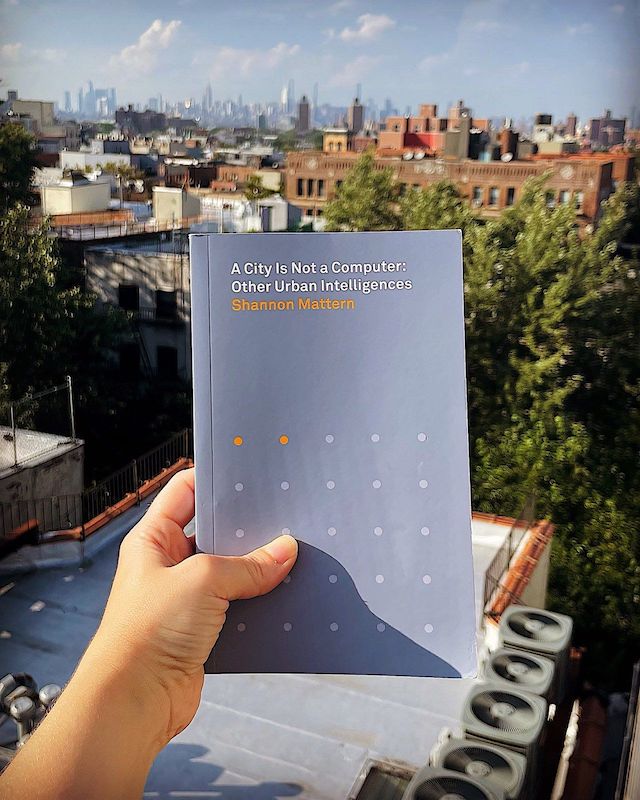 A City Is Not a Computer:
Other Urban Intelligences
Shannon Mattern